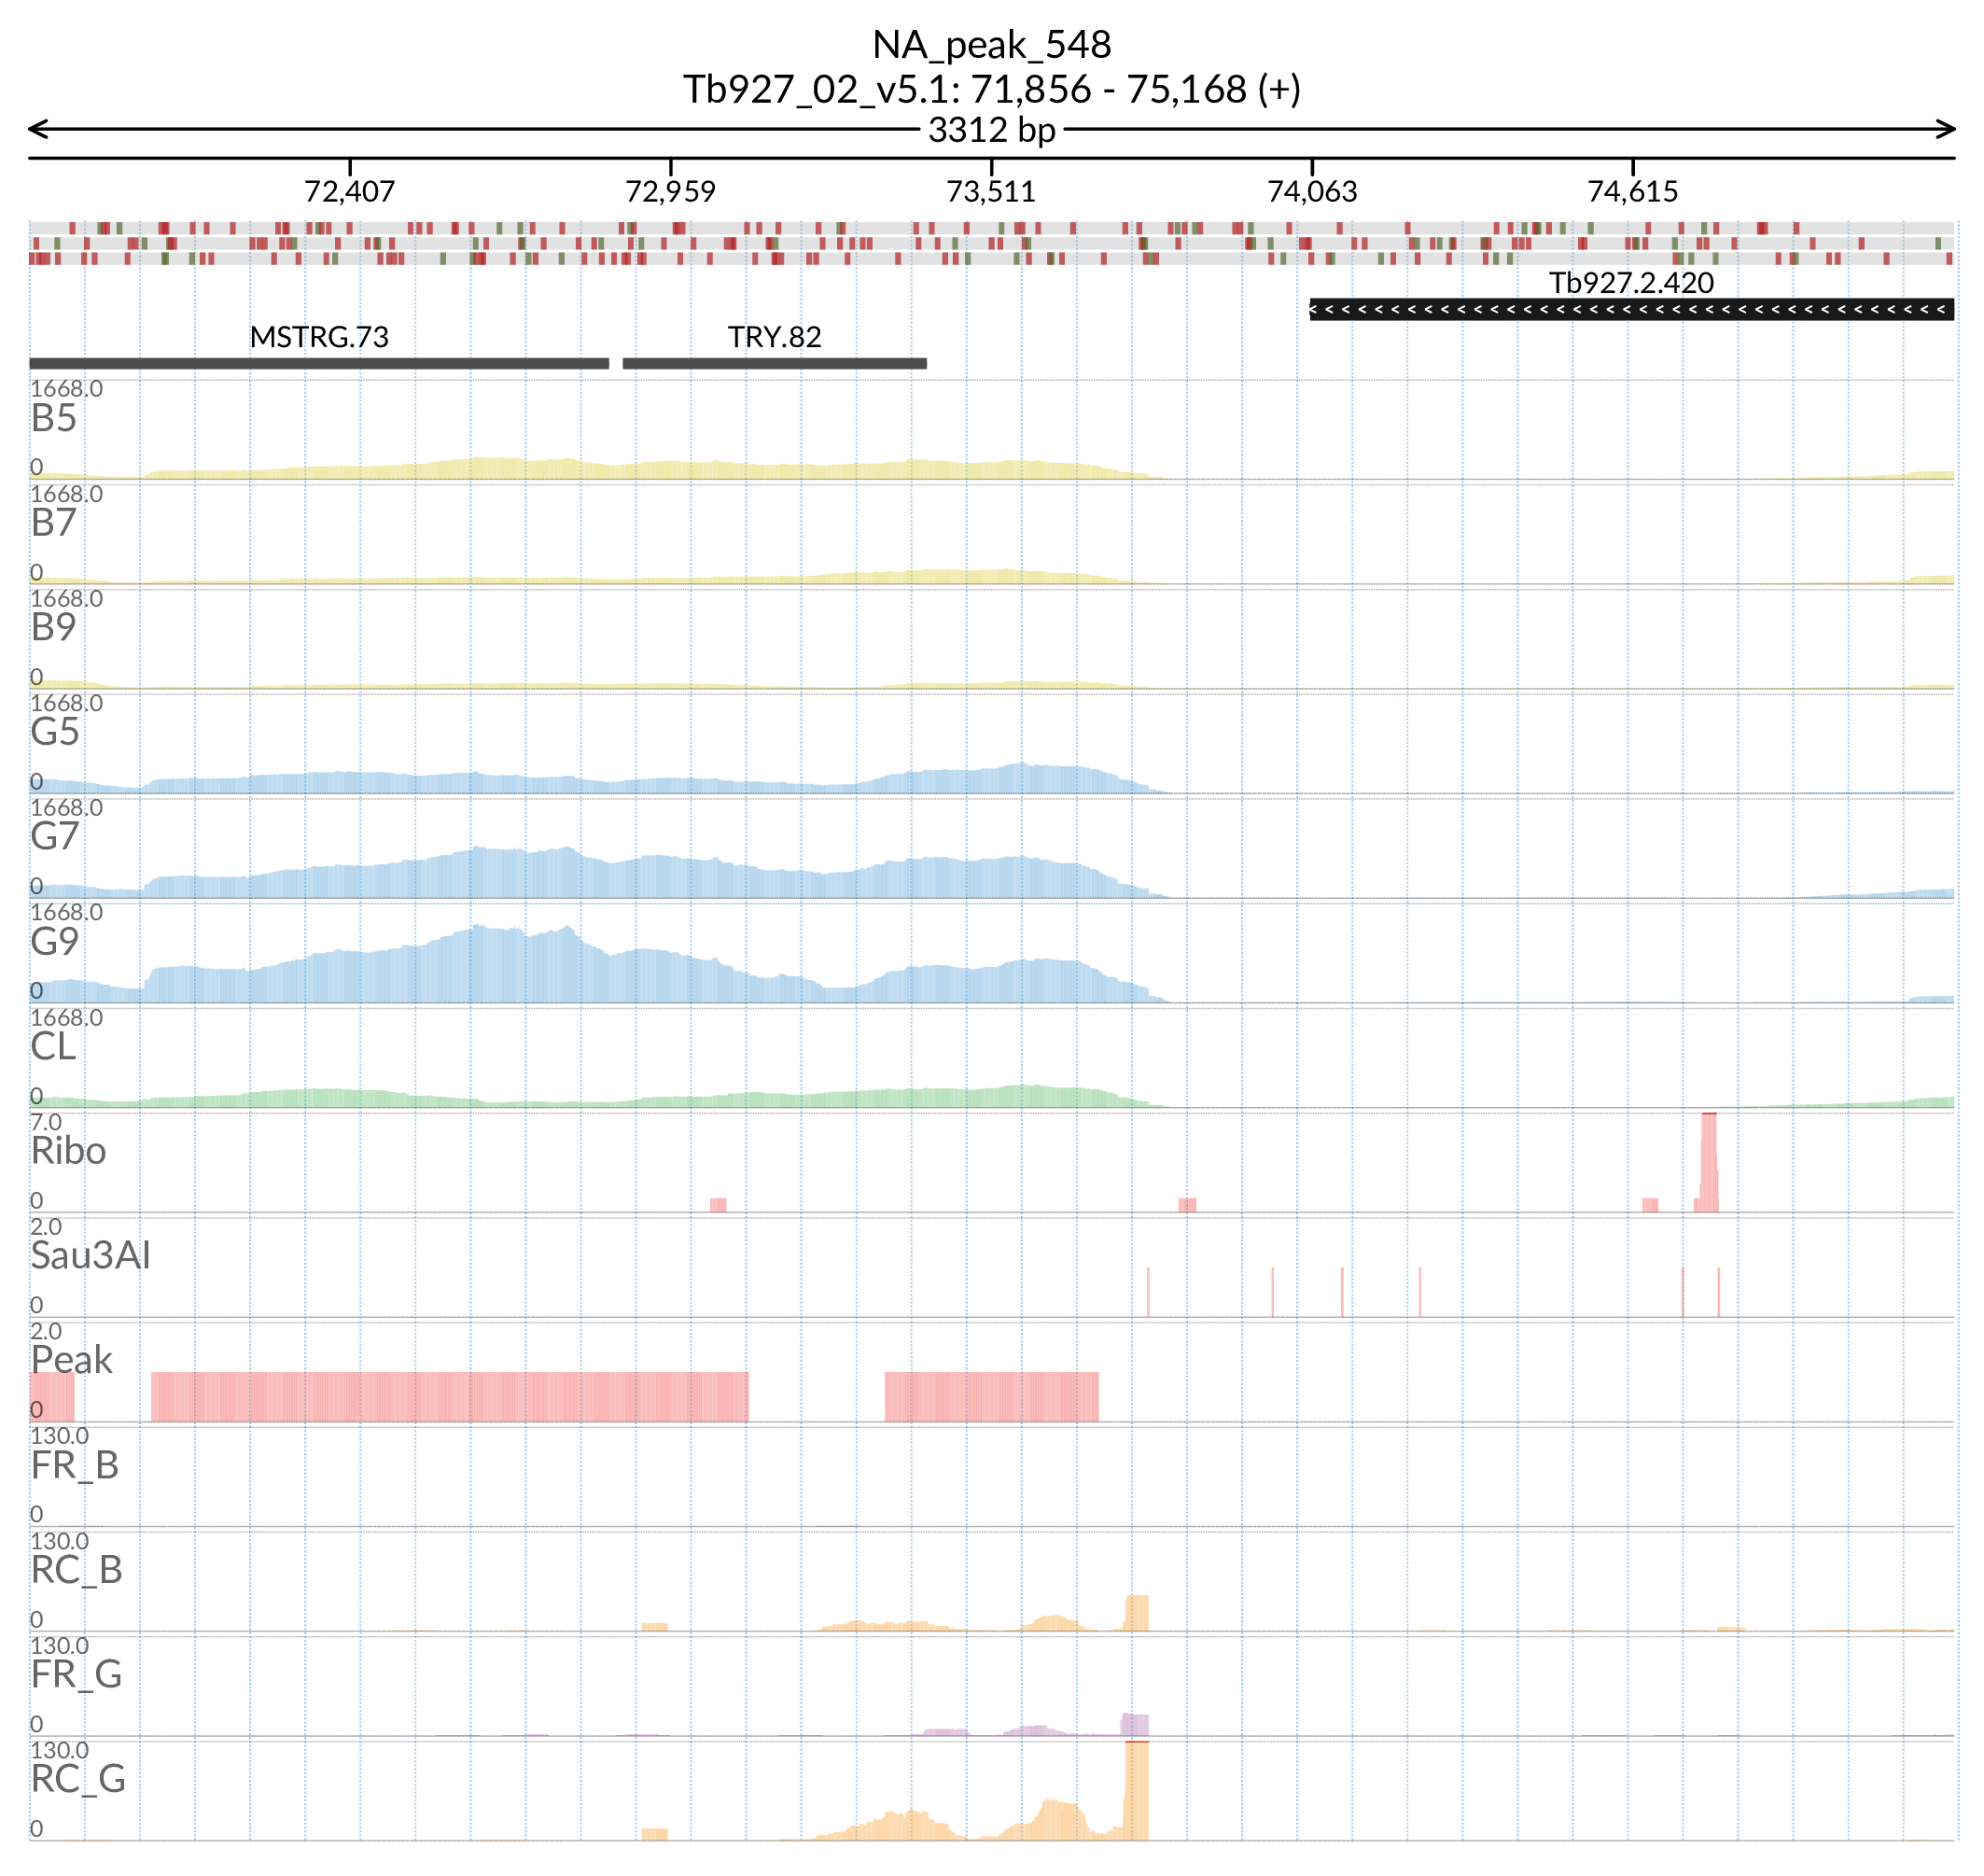 NA_peak_548
Tb927_02_v5.1: 71,856 - 75,168 (+)
3312 bp
72,407 72,959 73,511 74,063 74,615
Tb927.2.420
MSTRG.73 TRY.82
1668.0
B5
0
1668.0
B7
0
1668.0
B9
0
1668.0
G5
0
1668.0
G7
0
1668.0
G9
0
1668.0
CL
0
7.0
Ribo
0
2.0
Sau3AI
0
2.0
Peak
0
130.0
FR_B
0
130.0
RC_B
0
130.0
FR_G
0
130.0
RC_G
0